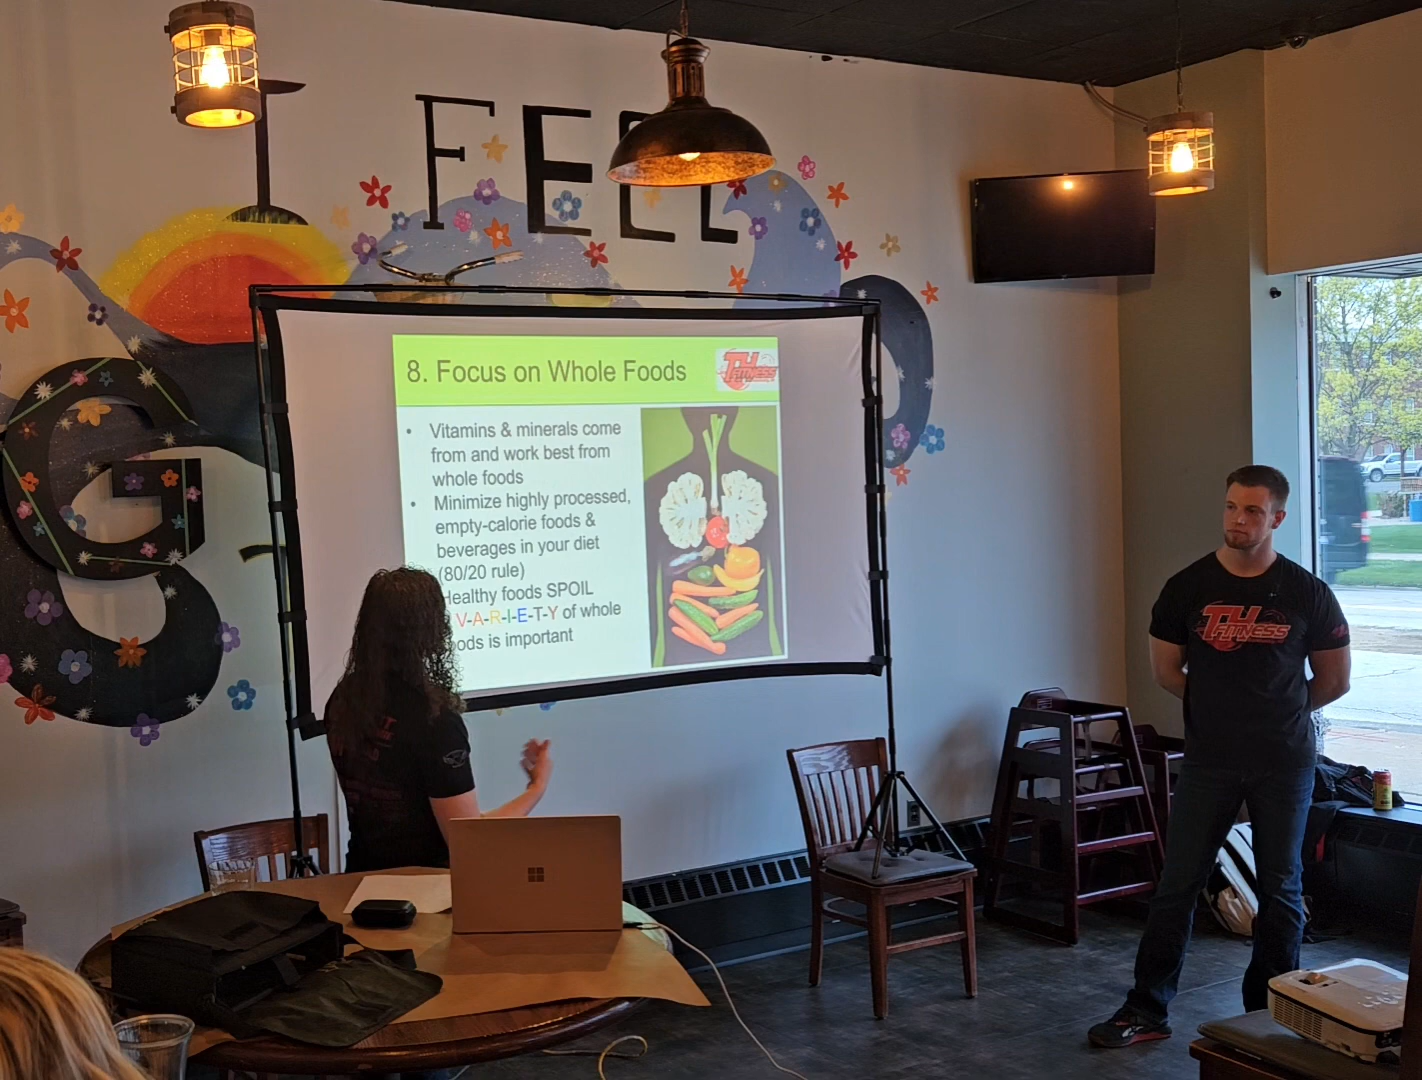 I FEEL
G
8. Focus on Whole Foods
TH
FITNESS
• Vitamins & minerals come
from and work best from
whole foods
• Minimize highly processed,
empty-calorie foods &
beverages in your diet
(80/20 rule)
Healthy foods SPOIL
V-A-R-I-E-T-Y of whole
oods is important
TH
FITNESS